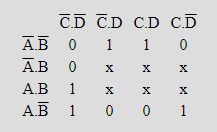 C̅.D̅ C̅.D C.D C.D̅
A̅.B̅ 0 1 1 0
A̅.B 0 x x x
A.B 1 x x x
A.B̅ 1 0 0 1